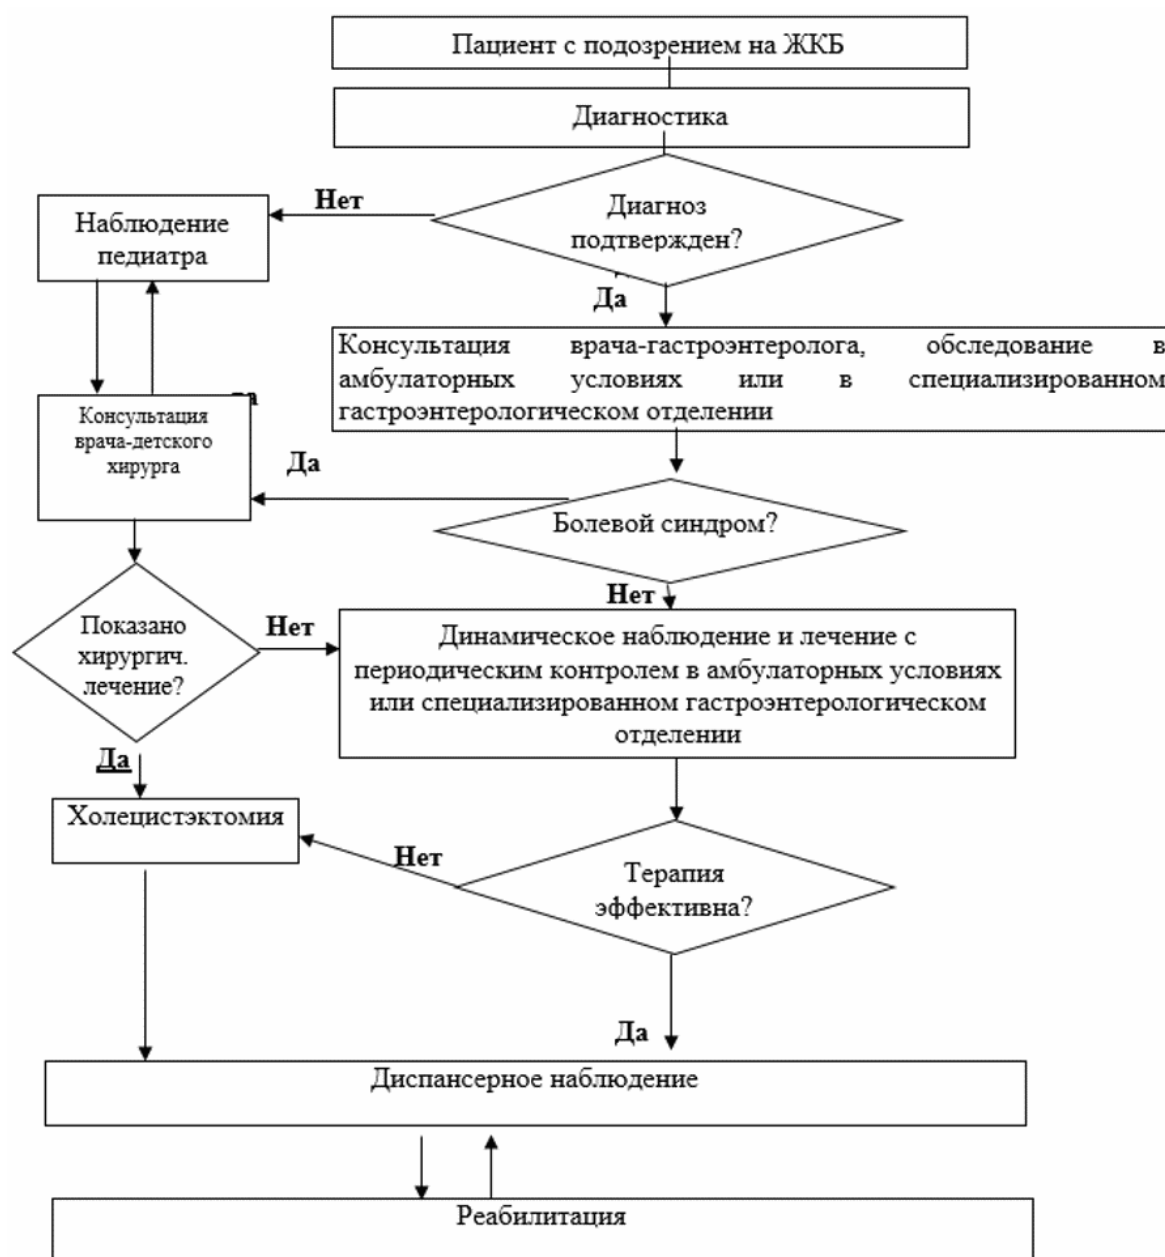 Пациент с подозрением на ЖКБ
Диагностика
Диагноз
подтвержден?
Нет
Наблюдение
педиатра
Да
Консультация врача-гастроэнтеролога, обследование в
амбулаторных условиях или в специализированном
гастроэнтерологическом отделении
Консультация
врача-детского
хирурга
Да
Болевой синдром?
Нет
Показано
хирургич.
лечение?
Нет
Динамическое наблюдение и лечение с
периодическим контролем в амбулаторных условиях
или специализированном гастроэнтерологическом
отделении
Да
Холецистэктомия
Нет
Терапия
эффективна?
Да
Диспансерное наблюдение
Реабилитация